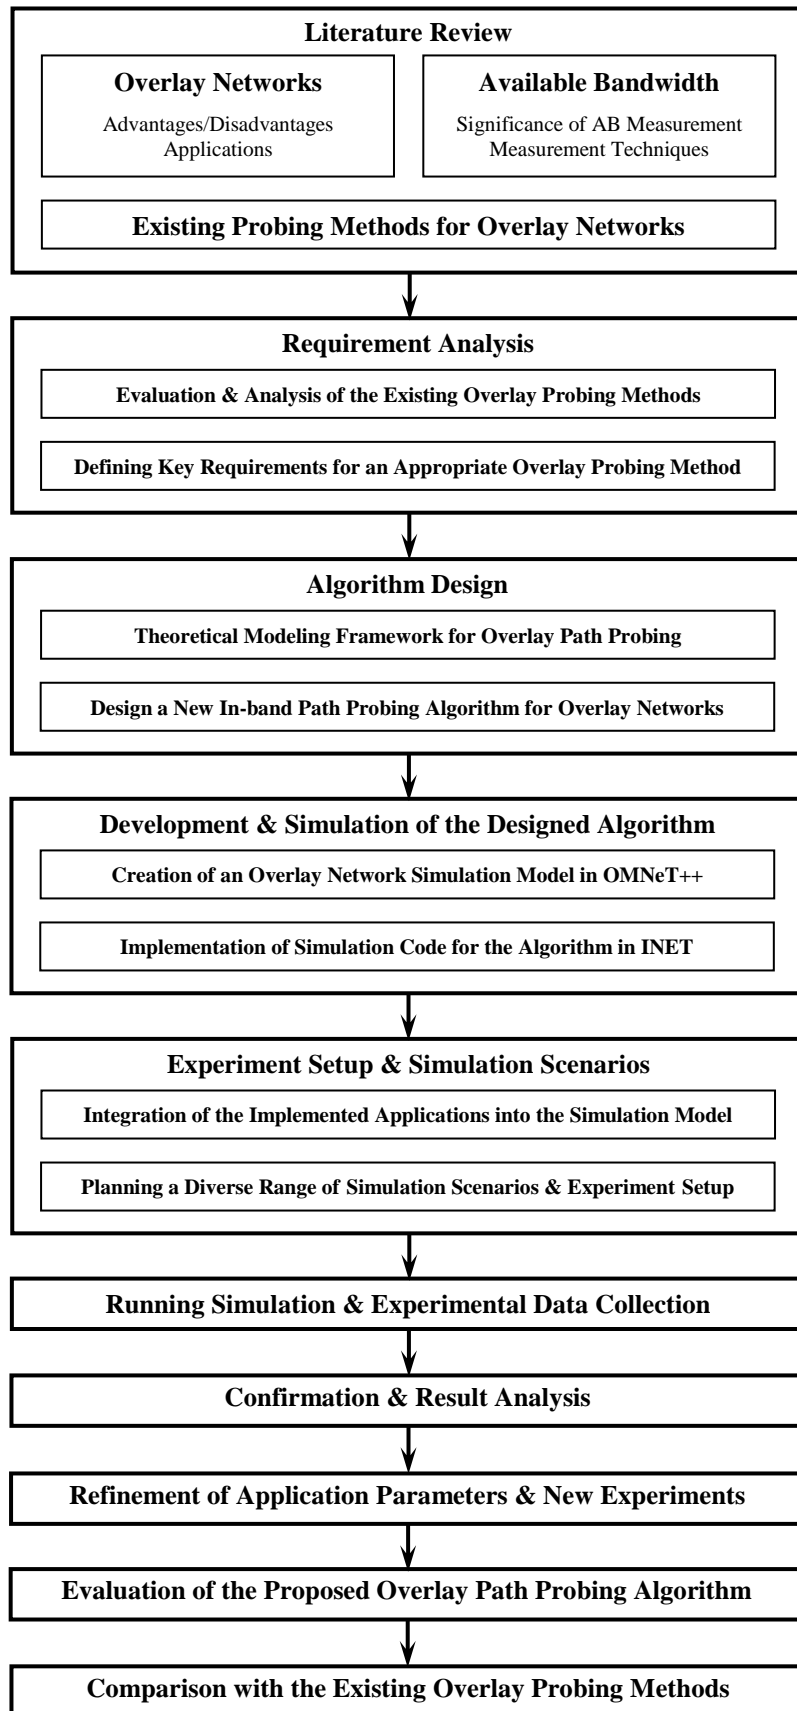 Literature Review
Overlay Networks
Advantages/Disadvantages
Applications
Available Bandwidth
Significance of AB Measurement
Measurement Techniques
Existing Probing Methods for Overlay Networks
Requirement Analysis
Evaluation & Analysis of the Existing Overlay Probing Methods
Defining Key Requirements for an Appropriate Overlay Probing Method
Algorithm Design
Theoretical Modeling Framework for Overlay Path Probing
Design a New In-band Path Probing Algorithm for Overlay Networks
Development & Simulation of the Designed Algorithm
Creation of an Overlay Network Simulation Model in OMNeT++
Implementation of Simulation Code for the Algorithm in INET
Experiment Setup & Simulation Scenarios
Integration of the Implemented Applications into the Simulation Model
Planning a Diverse Range of Simulation Scenarios & Experiment Setup
Running Simulation & Experimental Data Collection
Confirmation & Result Analysis
Refinement of Application Parameters & New Experiments
Evaluation of the Proposed Overlay Path Probing Algorithm
Comparison with the Existing Overlay Probing Methods